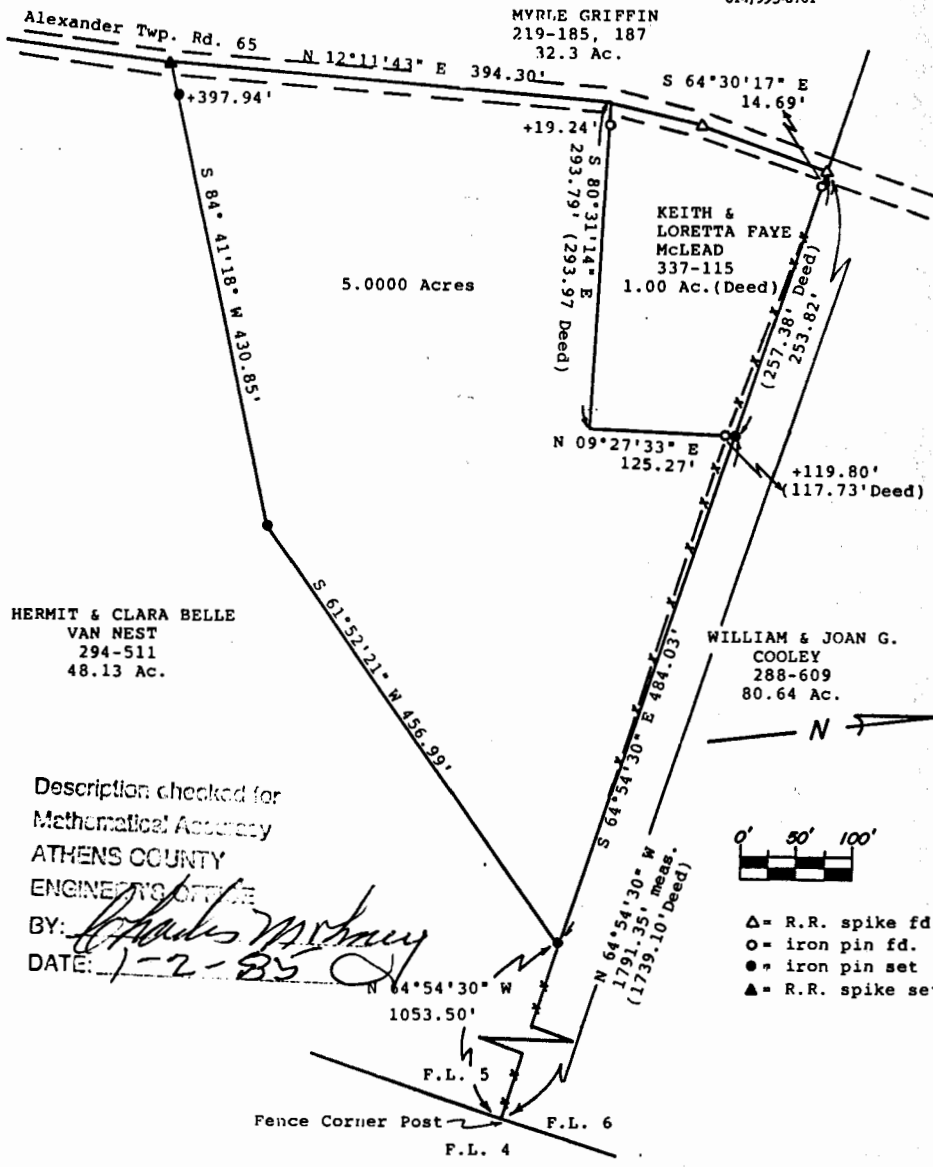 MYRLE GRIFFIN
219-185, 187
32.3 Ac.
Alexander Twp. Rd. 65
N 12°11'43" E 394.30'
S 64°30'17" E
14.69'
+397.94'
+19.24'
S 80°31'14" E
293.79' (293.97 Deed)
KEITH &
LORETTA FAYE
McLEAD
337-115
1.00 Ac.(Deed)
(257.38' Deed)
253.82'
S 84°41'18" W 430.85'
5.0000 Acres
N 09°27'33" E
125.27'
+119.80'
(117.73'Deed)
HERMIT & CLARA BELLE
VAN NEST
294-511
48.13 Ac.
S 61°52'21" W 456.99'
S 64°54'30" E 484.03'
WILLIAM & JOAN G.
COOLEY
288-609
80.64 Ac.
N
N 64°54'30" W
1791.35' meas.
(1739.10'Deed)
0' 50' 100'
Δ= R.R. spike fd
○= iron pin fd.
●= iron pin set
▲= R.R. spike se
Description checked for
Mathematical Accuracy
ATHENS COUNTY
ENGINEER'S OFFICE
BY:
DATE: 1-2-85
N 64°54'30" W
1053.50'
F.L. 5
Fence Corner Post
F.L. 6
F.L. 4